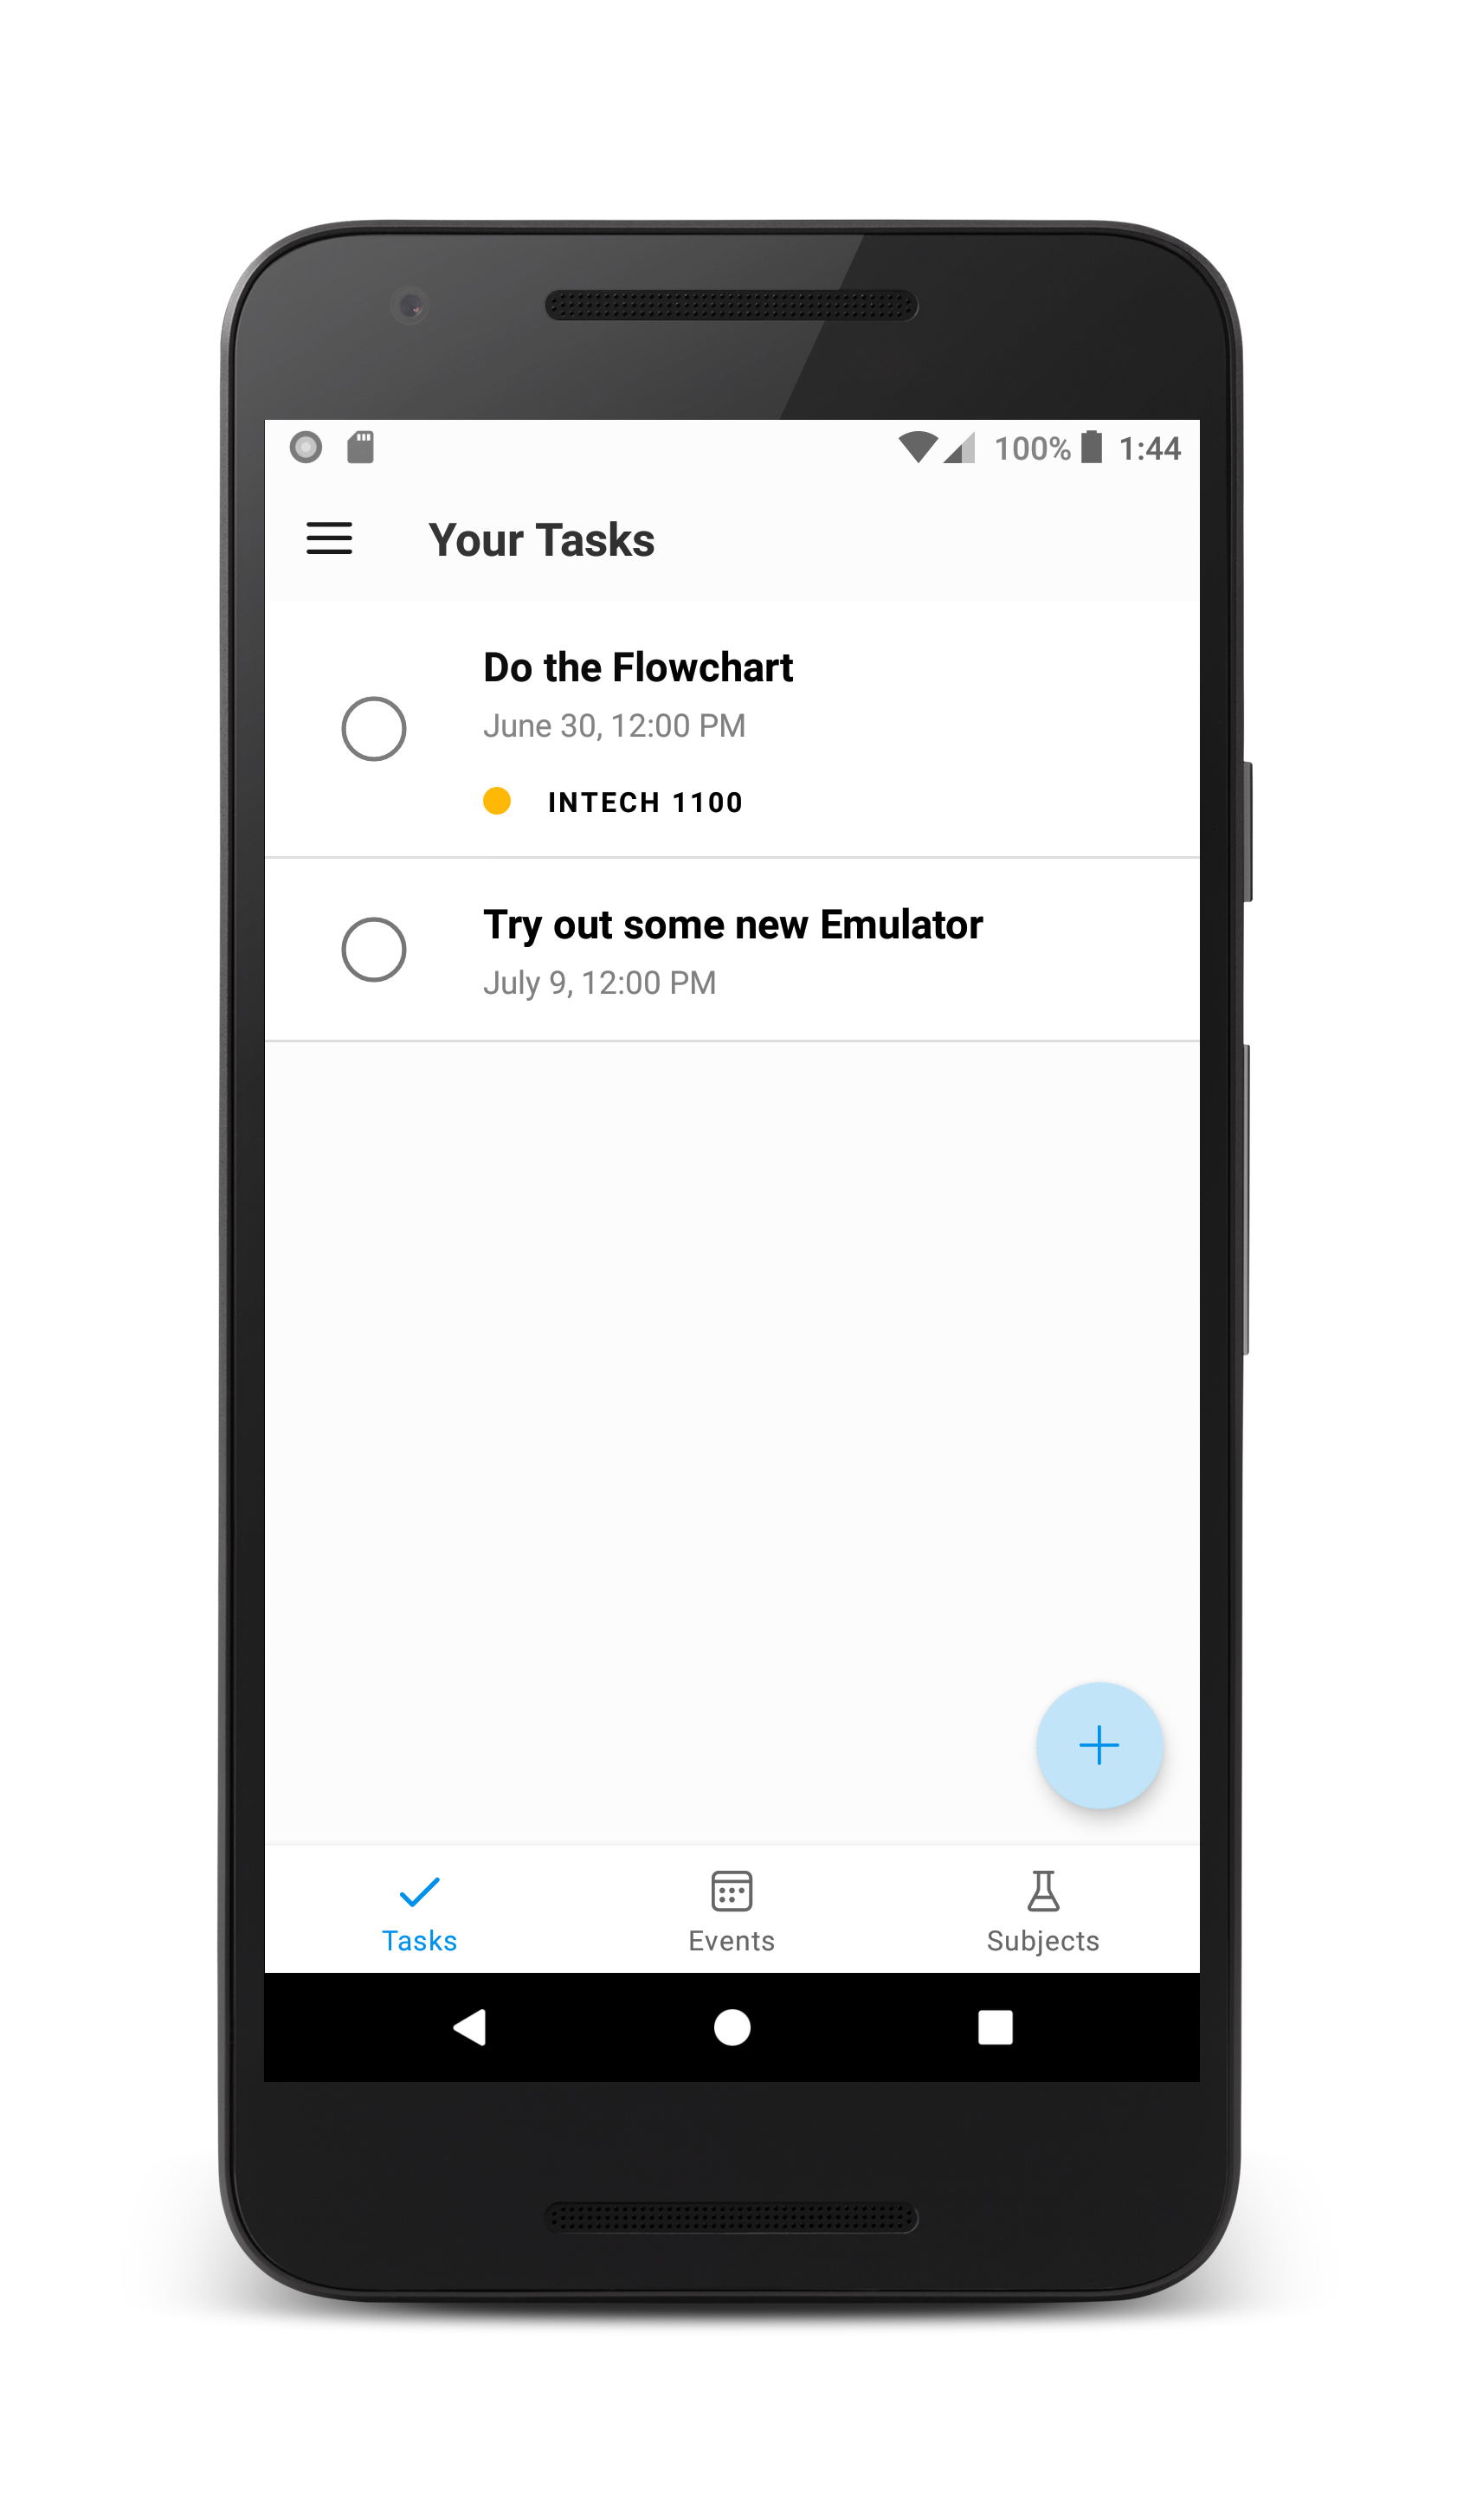 100% 1:44
Your Tasks
Do the Flowchart
June 30, 12:00 PM
INTECH 1100
Try out some new Emulator
July 9, 12:00 PM
Tasks Events Subjects